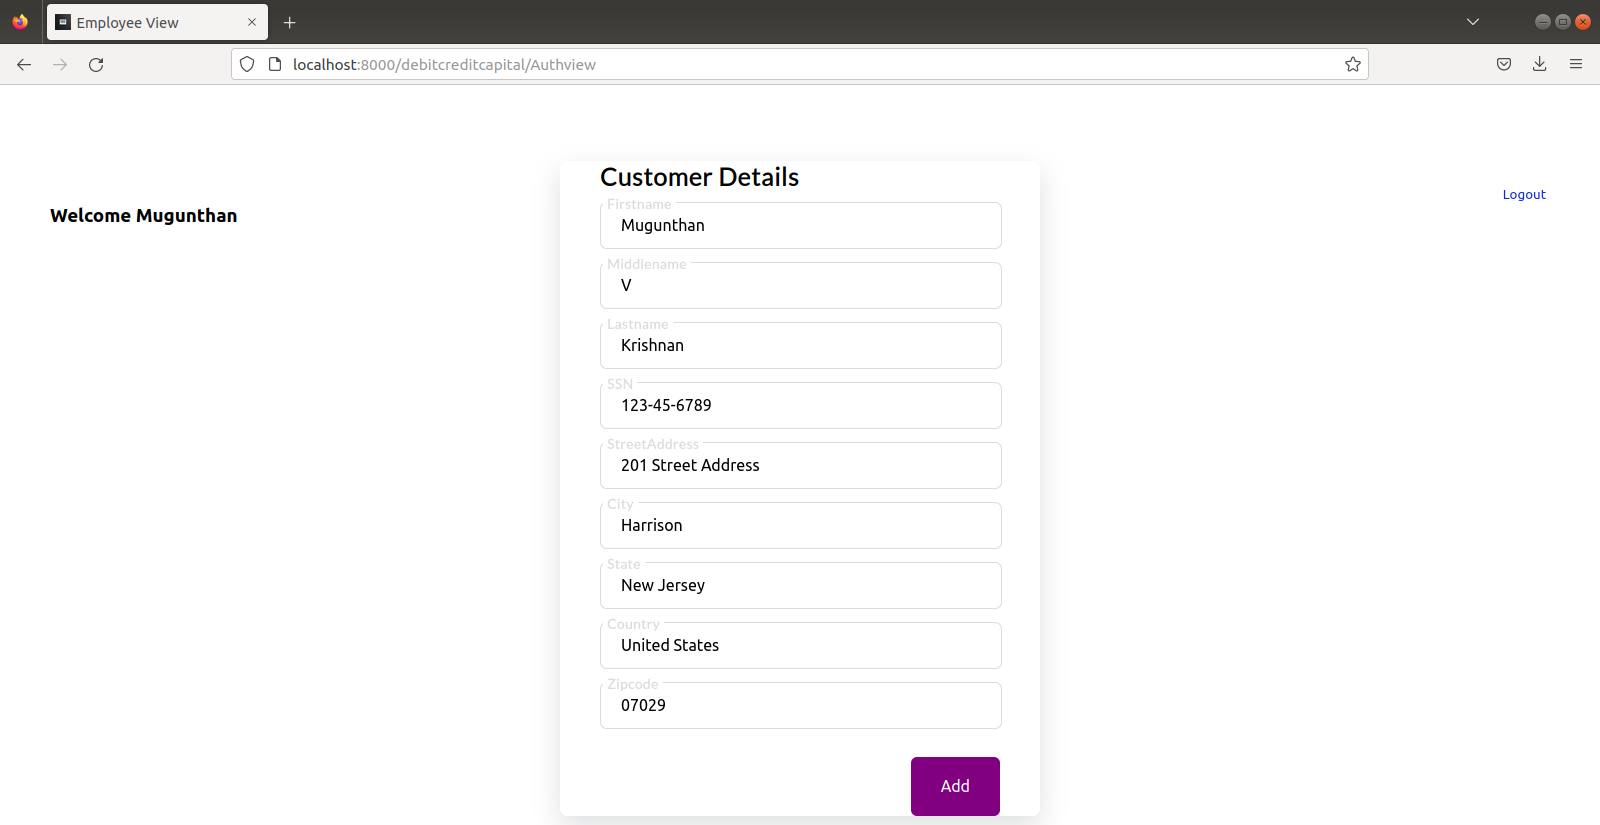 Employee View
localhost:8000/debitcreditcapital/Authview
Customer Details
Logout
Welcome Mugunthan
Firstname
Mugunthan
Middlename
V
Lastname
Krishnan
SSN
123-45-6789
StreetAddress
201 Street Address
City
Harrison
State
New Jersey
Country
United States
Zipcode
07029
Add